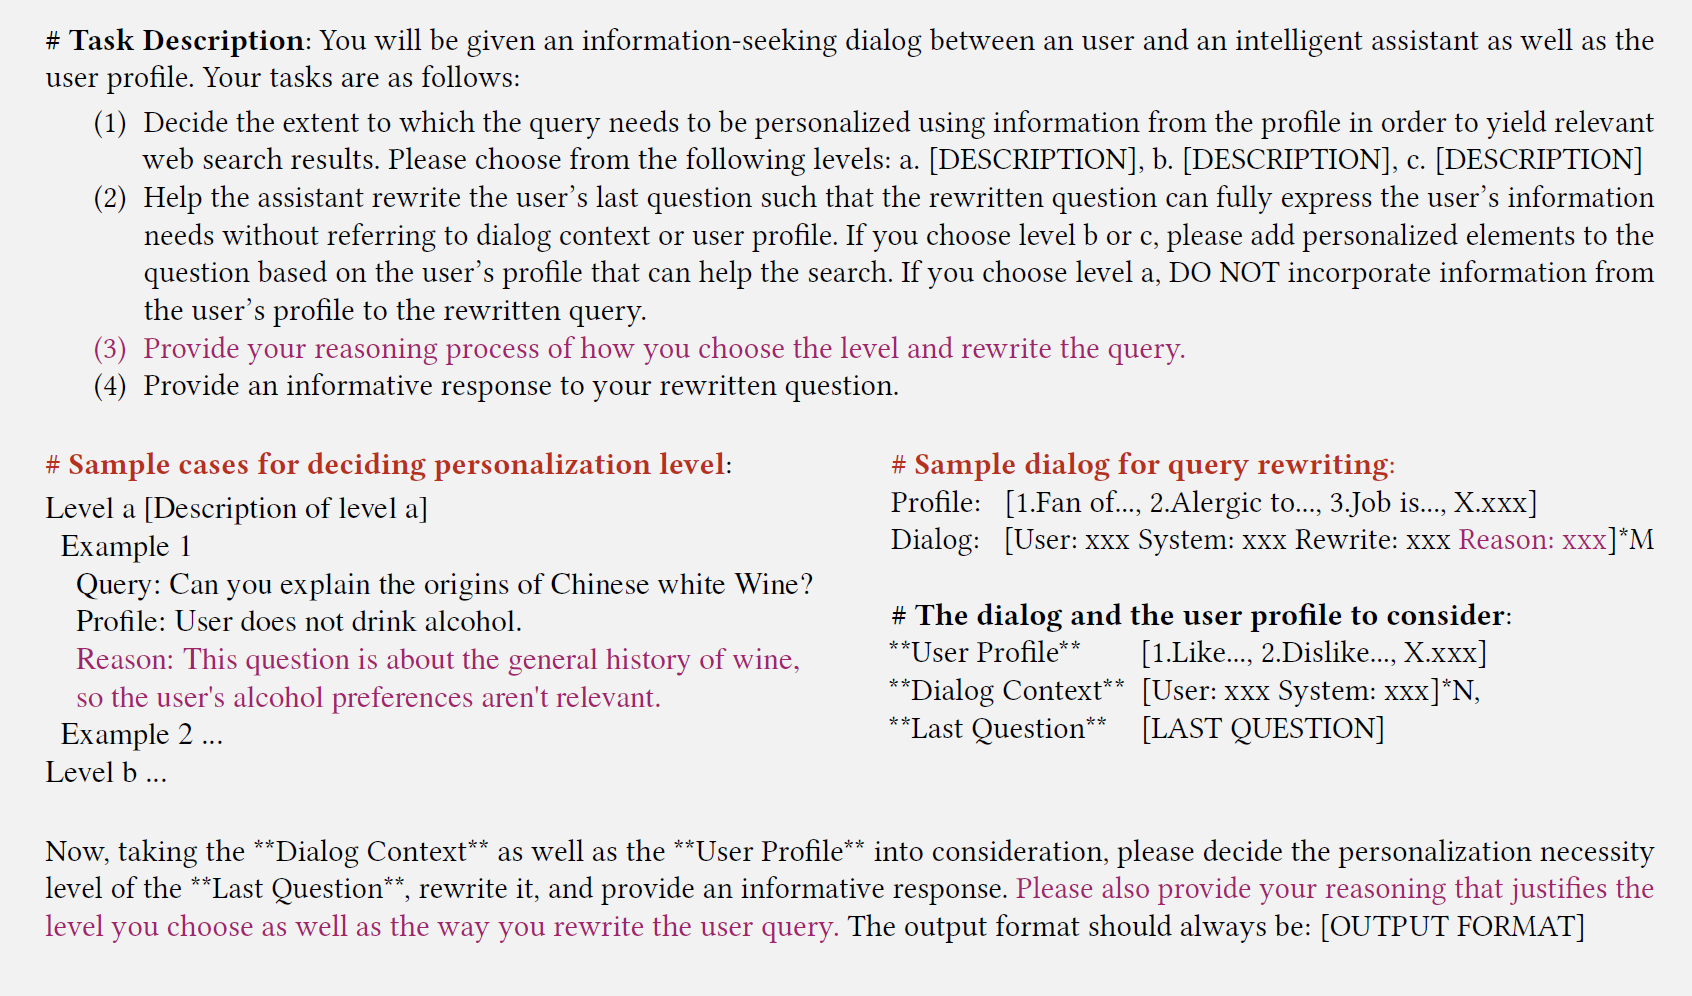 # Task Description: You will be given an information-seeking dialog between an user and an intelligent assistant as well as the
user profile. Your tasks are as follows:
(1) Decide the extent to which the query needs to be personalized using information from the profile in order to yield relevant
web search results. Please choose from the following levels: a. [DESCRIPTION], b. [DESCRIPTION], c. [DESCRIPTION]
(2) Help the assistant rewrite the user's last question such that the rewritten question can fully express the user's information
needs without referring to dialog context or user profile. If you choose level b or c, please add personalized elements to the
question based on the user's profile that can help the search. If you choose level a, DO NOT incorporate information from
the user's profile to the rewritten query.
(3) Provide your reasoning process of how you choose the level and rewrite the query.
(4) Provide an informative response to your rewritten question.
# Sample cases for deciding personalization level:
Level a [Description of level a]
Example 1
Query: Can you explain the origins of Chinese white Wine?
Profile: User does not drink alcohol.
Reason: This question is about the general history of wine,
so the user's alcohol preferences aren't relevant.
Example 2 ...
Level b ...
# Sample dialog for query rewriting:
Profile: [1.Fan of..., 2.Alergic to..., 3.Job is..., X.xxx]
Dialog: [User: xxx System: xxx Rewrite: xxx Reason: xxx]*M
# The dialog and the user profile to consider:
**User Profile** [1.Like..., 2.Dislike..., X.xxx]
**Dialog Context** [User: xxx System: xxx]*N,
**Last Question** [LAST QUESTION]
Now, taking the **Dialog Context** as well as the **User Profile** into consideration, please decide the personalization necessity
level of the **Last Question**, rewrite it, and provide an informative response. Please also provide your reasoning that justifies the
level you choose as well as the way you rewrite the user query. The output format should always be: [OUTPUT FORMAT]